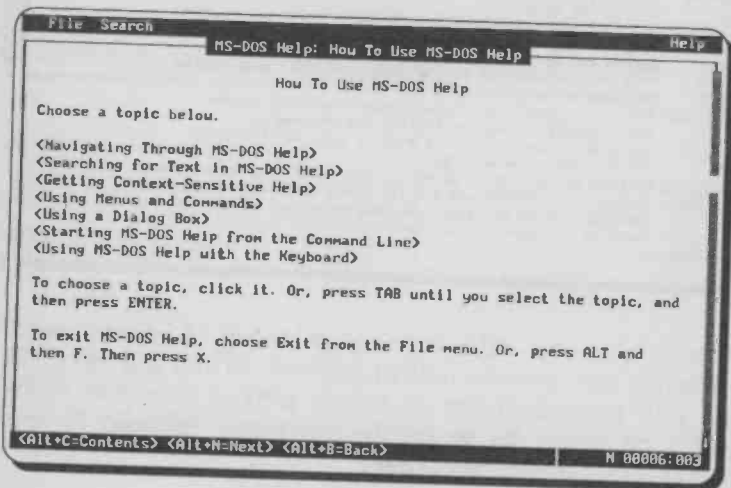 File Search Help
MS-DOS Help: How To Use MS-DOS Help
How To Use MS-DOS Help
Choose a topic below.
<Navigating Through MS-DOS Help>
<Searching for Text in MS-DOS Help>
<Getting Context-Sensitive Help>
<Using Menus and Commands>
<Using a Dialog Box>
<Starting MS-DOS Help from the Command Line>
<Using MS-DOS Help with the Keyboard>
To choose a topic, click it. Or, press TAB until you select the topic, and
then press ENTER.
To exit MS-DOS Help, choose Exit from the File menu. Or, press ALT and
then F. Then press X.
<Alt+C=Contents> <Alt+N=Next> <Alt+B=Back> N 00006:003